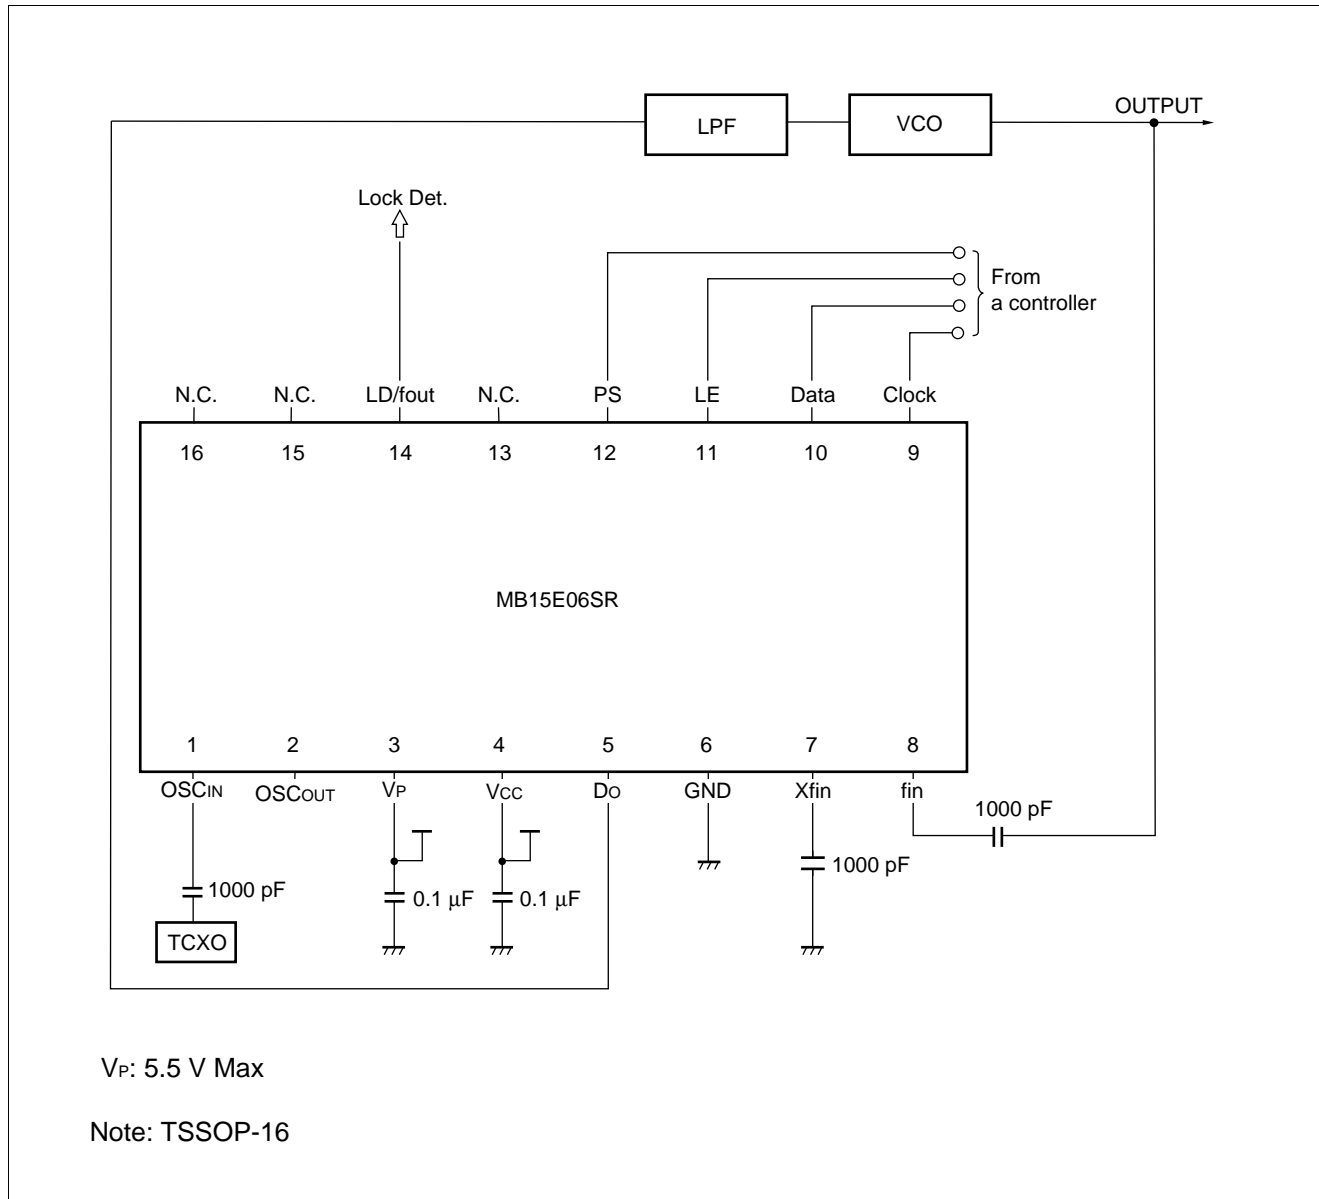 OUTPUT
LPF
VCO
Lock Det.
From
a controller
N.C. N.C. LD/fout N.C. PS LE Data Clock
16 15 14 13 12 11 10 9
MB15E06SR
1 2 3 4 5 6 7 8
OSCIN OSCOUT VP VCC DO GND Xfin fin
1000 pF
1000 pF 0.1 μF 0.1 μF 1000 pF
TCXO
VP: 5.5 V Max
Note: TSSOP-16